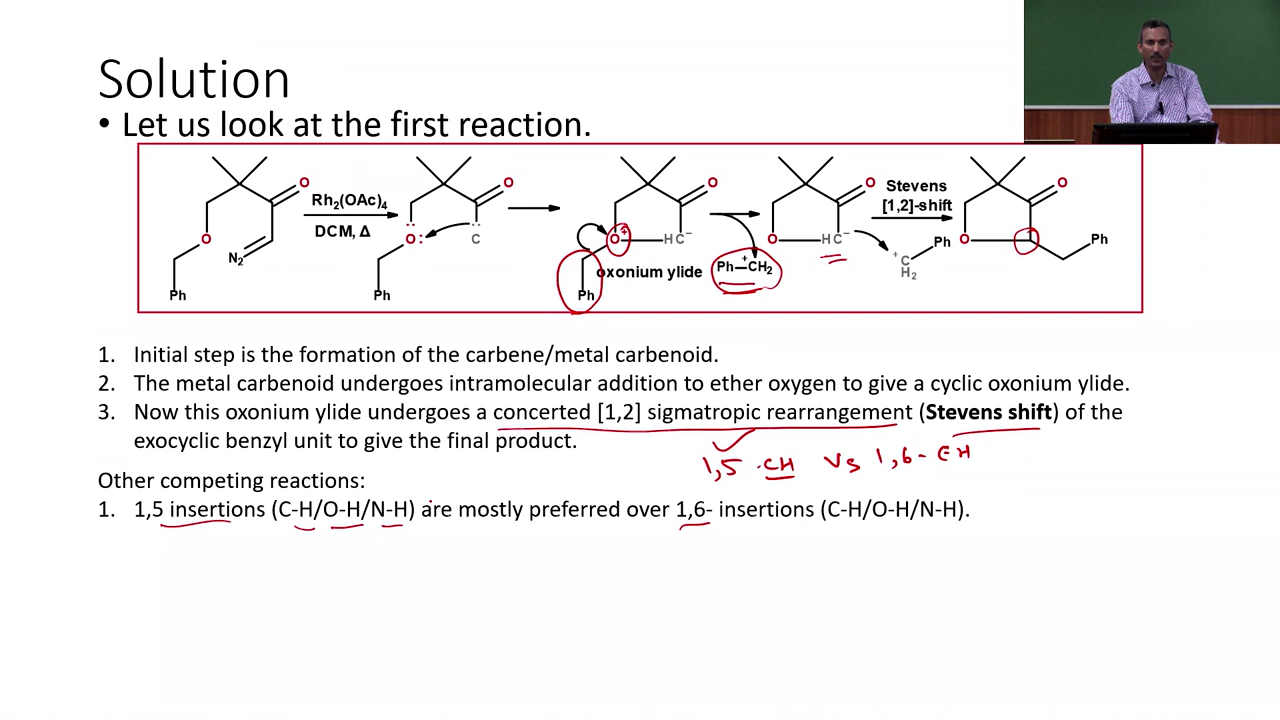 Solution
• Let us look at the first reaction.
O
N₂
O
Ph
Rh₂(OAc)₄
DCM, Δ
O
O:
C
Ph
O
O⁺
HC⁻
Ph
oxonium ylide
Ph—CH₂
+
O
O
HC⁻
Ph
+
C
H₂
Stevens
[1,2]-shift
O
O
Ph
1. Initial step is the formation of the carbene/metal carbenoid.
2. The metal carbenoid undergoes intramolecular addition to ether oxygen to give a cyclic oxonium ylide.
3. Now this oxonium ylide undergoes a concerted [1,2] sigmatropic rearrangement (Stevens shift) of the
exocyclic benzyl unit to give the final product.
1,5 -CH Vs 1,6- CH
Other competing reactions:
1. 1,5 insertions (C-H/O-H/N-H) are mostly preferred over 1,6- insertions (C-H/O-H/N-H).